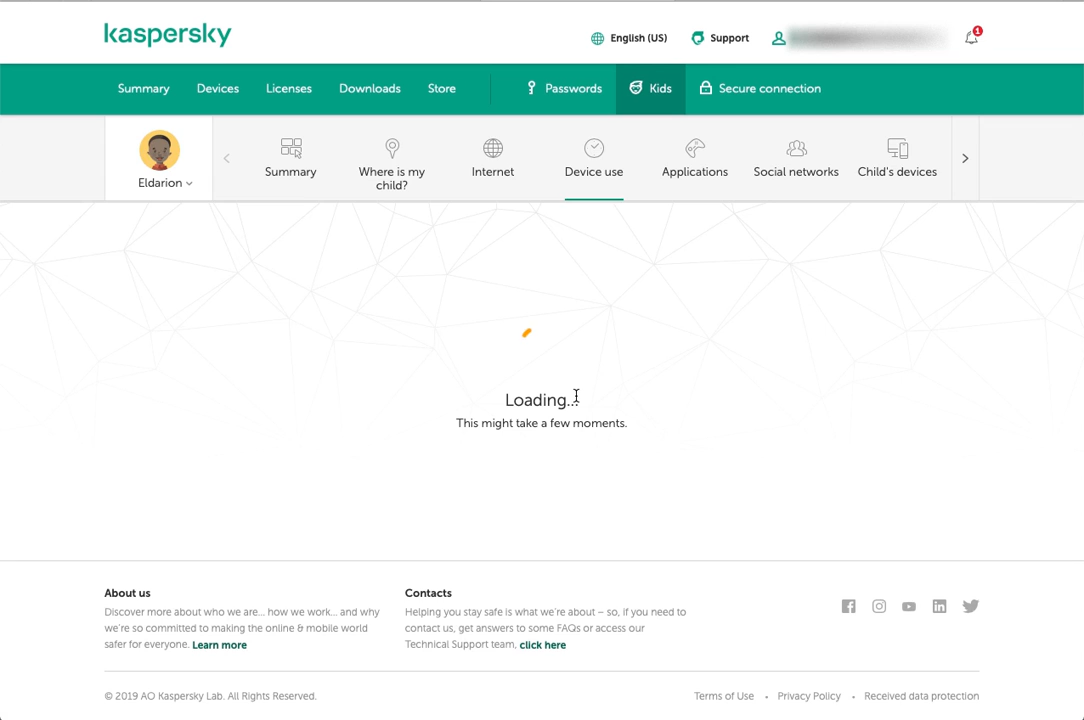 kaspersky
English (US)
Support
1
Summary
Devices
Licenses
Downloads
Store
Passwords
Kids
Secure connection
Eldarion
Summary
Where is my
child?
Internet
Device use
Applications
Social networks
Child's devices
Loading...
This might take a few moments.
About us
Discover more about who we are... how we work... and why
we're so committed to making the online & mobile world
safer for everyone. Learn more
Contacts
Helping you stay safe is what we're about – so, if you need to
contact us, get answers to some FAQs or access our
Technical Support team, click here
© 2019 AO Kaspersky Lab. All Rights Reserved.
Terms of Use • Privacy Policy • Received data protection